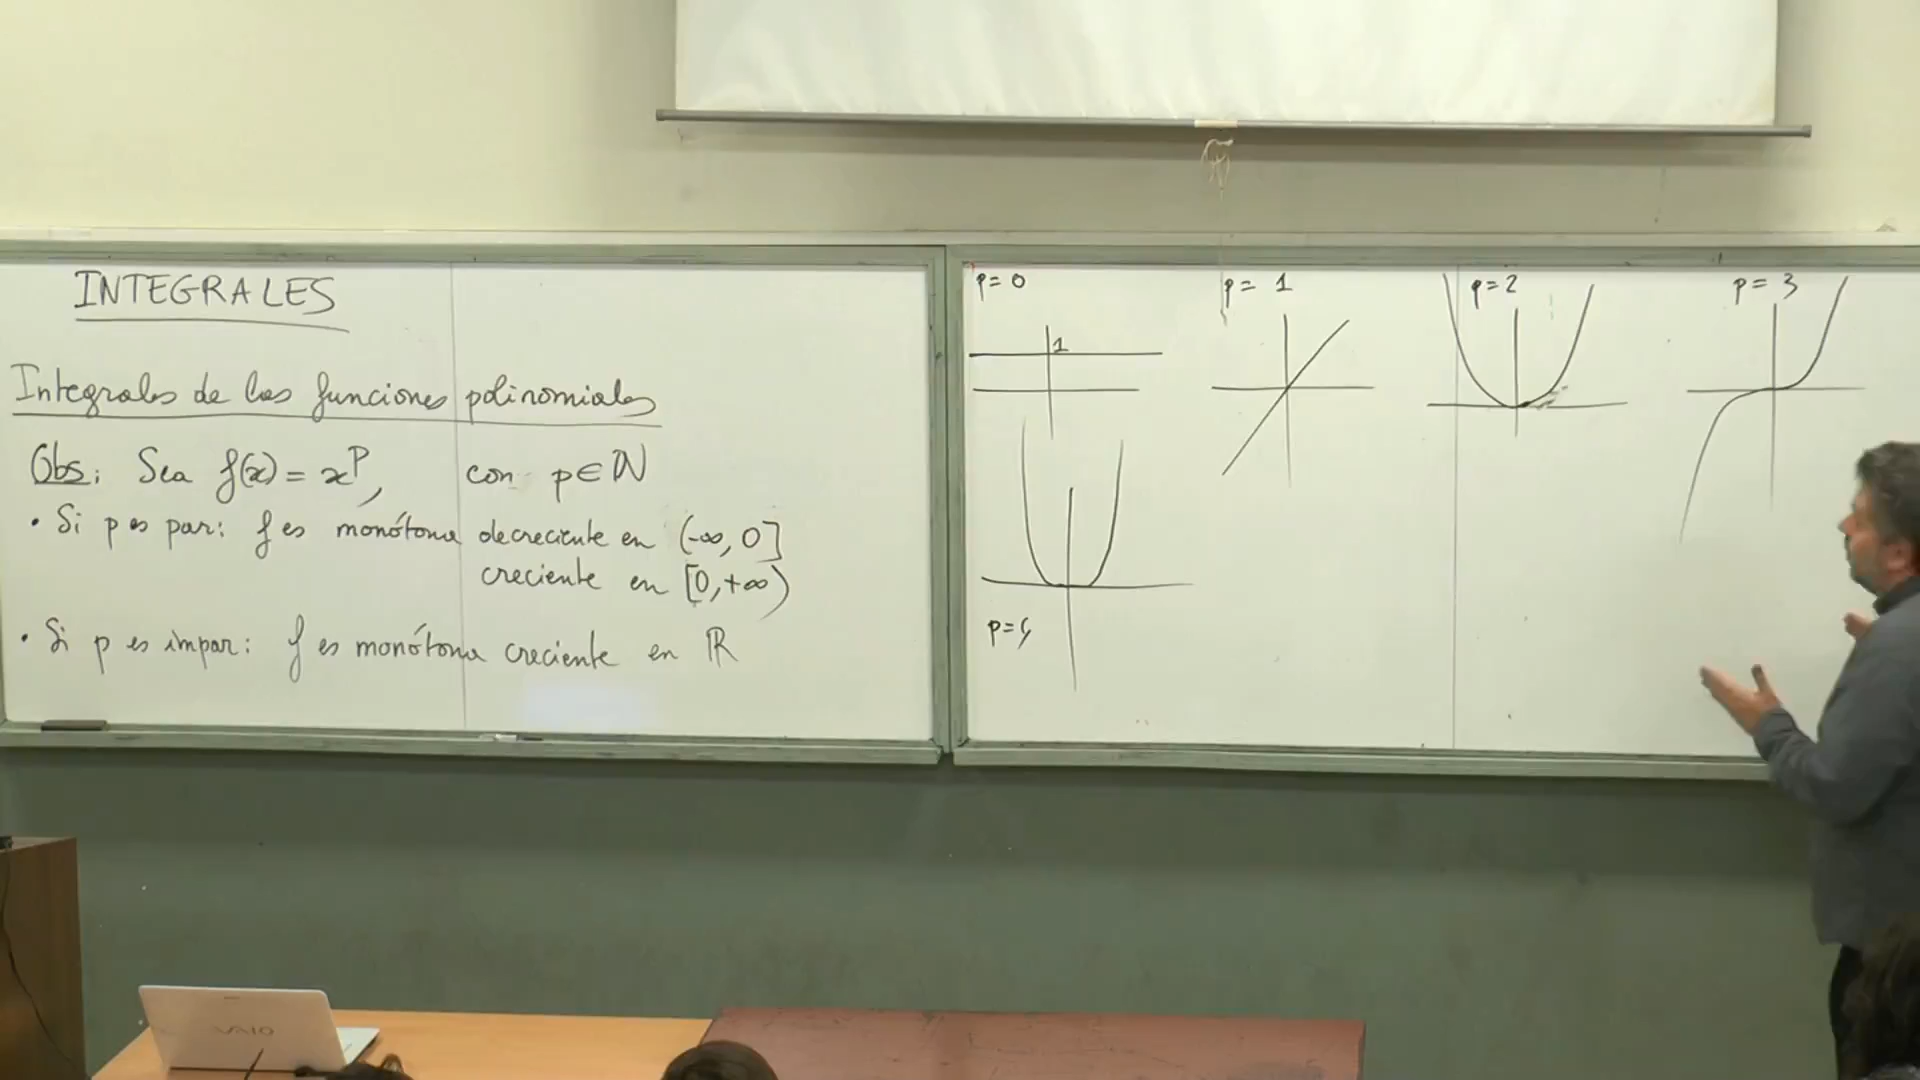 INTEGRALES
Integrales de las funciones polinomiales
Obs: Sea f(x) = x^p, con p ∈ ℕ
• Si p es par: f es monótona decreciente en (-∞, 0]
creciente en [0, +∞)
• Si p es impar: f es monótona creciente en ℝ
p = 0
1
p = 1
p = 2
p = 3
p = 4
VAIO